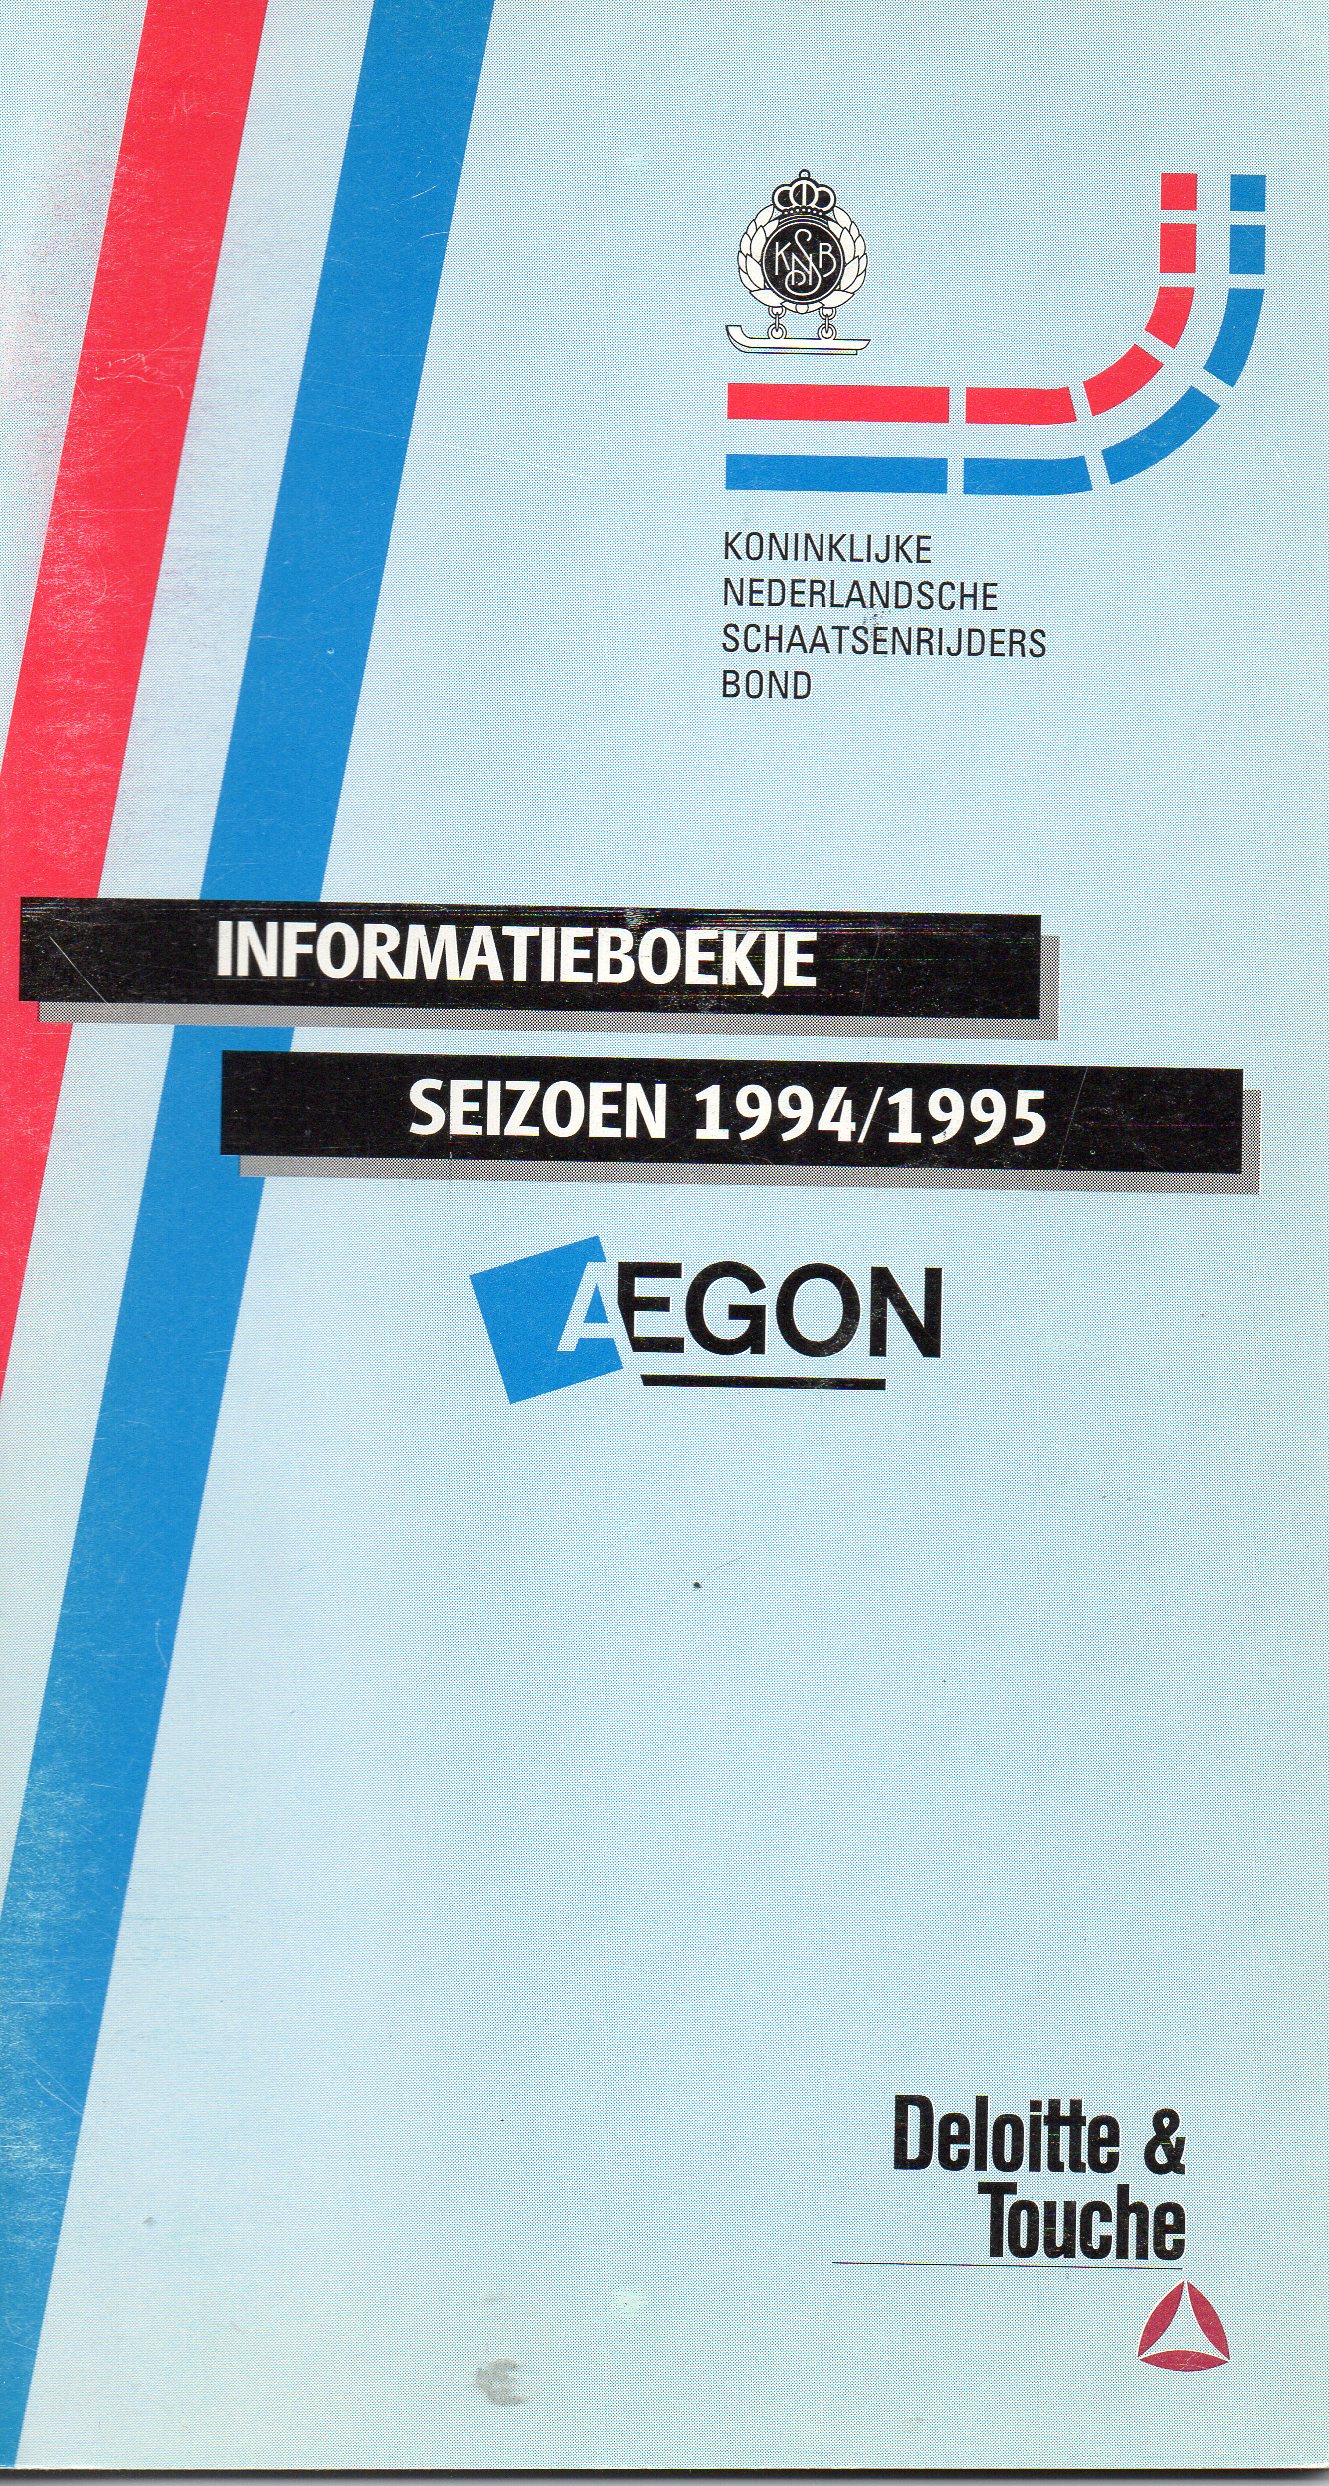 KNSB
KONINKLIJKE
NEDERLANDSCHE
SCHAATSENRIJDERS
BOND
INFORMATIEBOEKJE
SEIZOEN 1994/1995
AEGON
Deloitte &
Touche